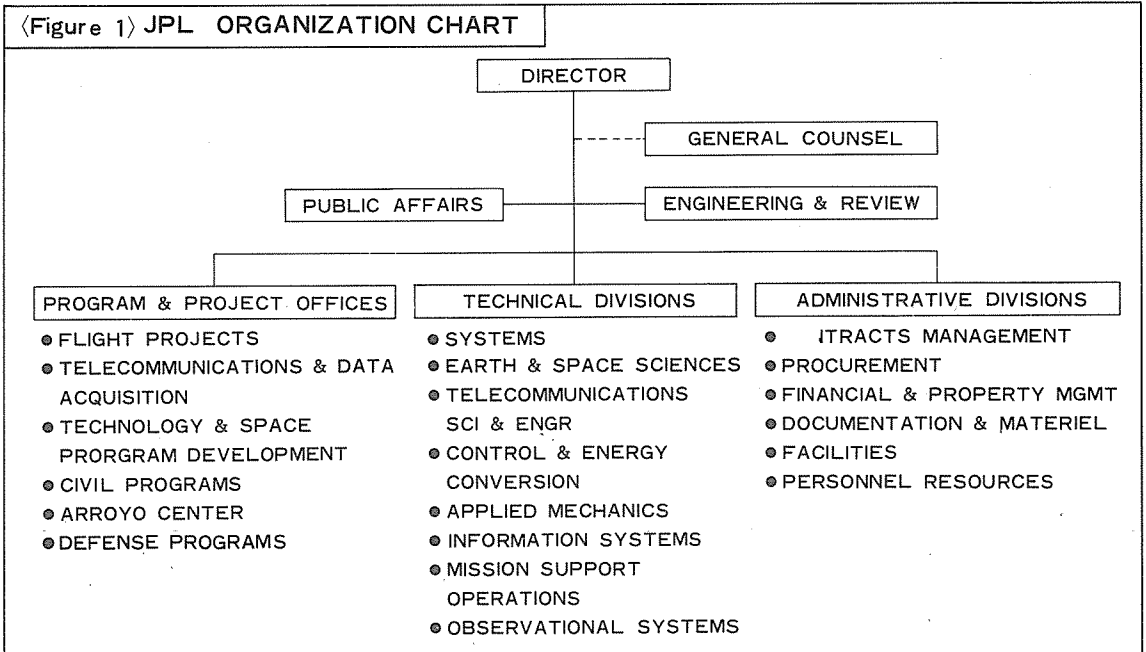 〈Figure 1〉 JPL ORGANIZATION CHART
DIRECTOR
GENERAL COUNSEL
PUBLIC AFFAIRS
ENGINEERING & REVIEW
PROGRAM & PROJECT OFFICES
● FLIGHT PROJECTS
● TELECOMMUNICATIONS & DATA
ACQUISITION
● TECHNOLOGY & SPACE
PRORGRAM DEVELOPMENT
● CIVIL PROGRAMS
● ARROYO CENTER
● DEFENSE PROGRAMS
TECHNICAL DIVISIONS
● SYSTEMS
● EARTH & SPACE SCIENCES
● TELECOMMUNICATIONS
SCI & ENGR
● CONTROL & ENERGY
CONVERSION
● APPLIED MECHANICS
● INFORMATION SYSTEMS
● MISSION SUPPORT
OPERATIONS
● OBSERVATIONAL SYSTEMS
ADMINISTRATIVE DIVISIONS
● MANAGEMENT
● PROCUREMENT
● FINANCIAL & PROPERTY MGMT
● DOCUMENTATION & MATERIEL
● FACILITIES
● PERSONNEL RESOURCES